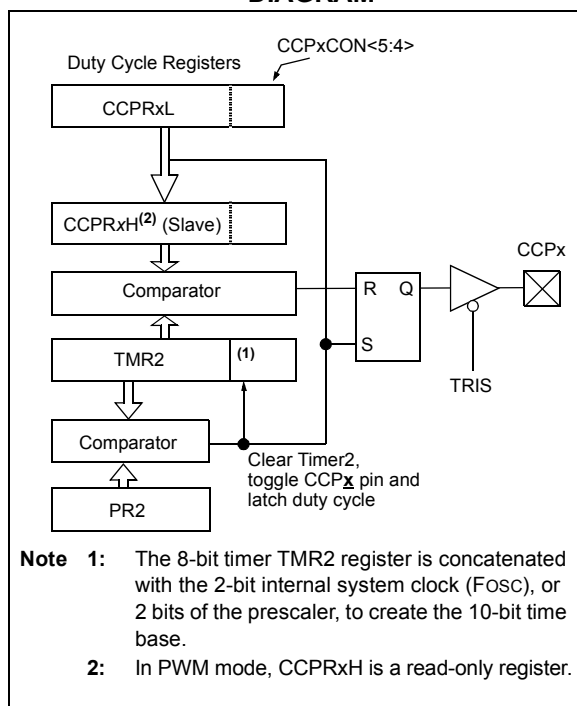 DIAGRAM
CCPxCON<5:4>
Duty Cycle Registers
CCPRxL
CCPRxH(2) (Slave)
CCPx
Comparator
R Q
S
TMR2 (1)
TRIS
Comparator
Clear Timer2,
toggle CCPx pin and
latch duty cycle
PR2
Note 1: The 8-bit timer TMR2 register is concatenated
with the 2-bit internal system clock (FOSC), or
2 bits of the prescaler, to create the 10-bit time
base.
2: In PWM mode, CCPRxH is a read-only register.